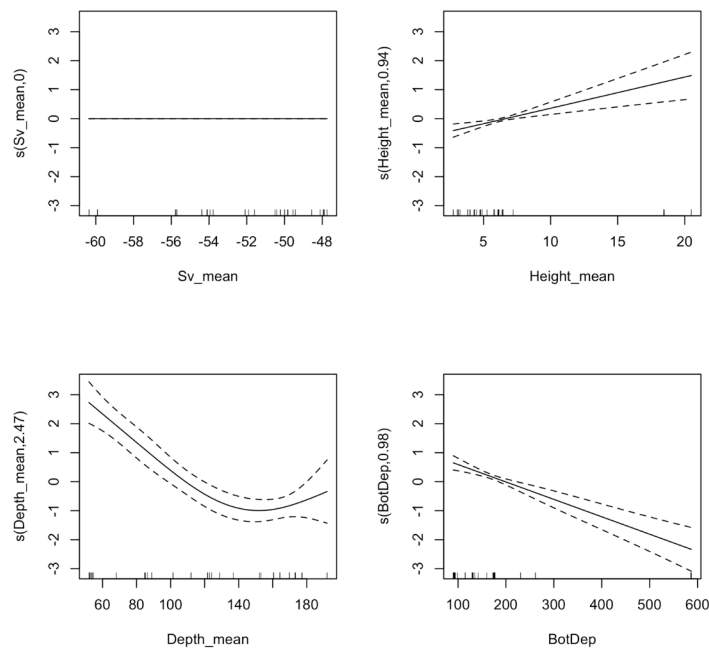 s(Sv_mean,0)
3
2
1
0
-1
-2
-3
-60 -58 -56 -54 -52 -50 -48
Sv_mean
s(Height_mean,0.94)
3
2
1
0
-1
-2
-3
5 10 15 20
Height_mean
s(Depth_mean,2.47)
3
2
1
0
-1
-2
-3
60 100 140 180
Depth_mean
s(BotDep,0.98)
3
2
1
0
-1
-2
-3
100 200 300 400 500 600
BotDep